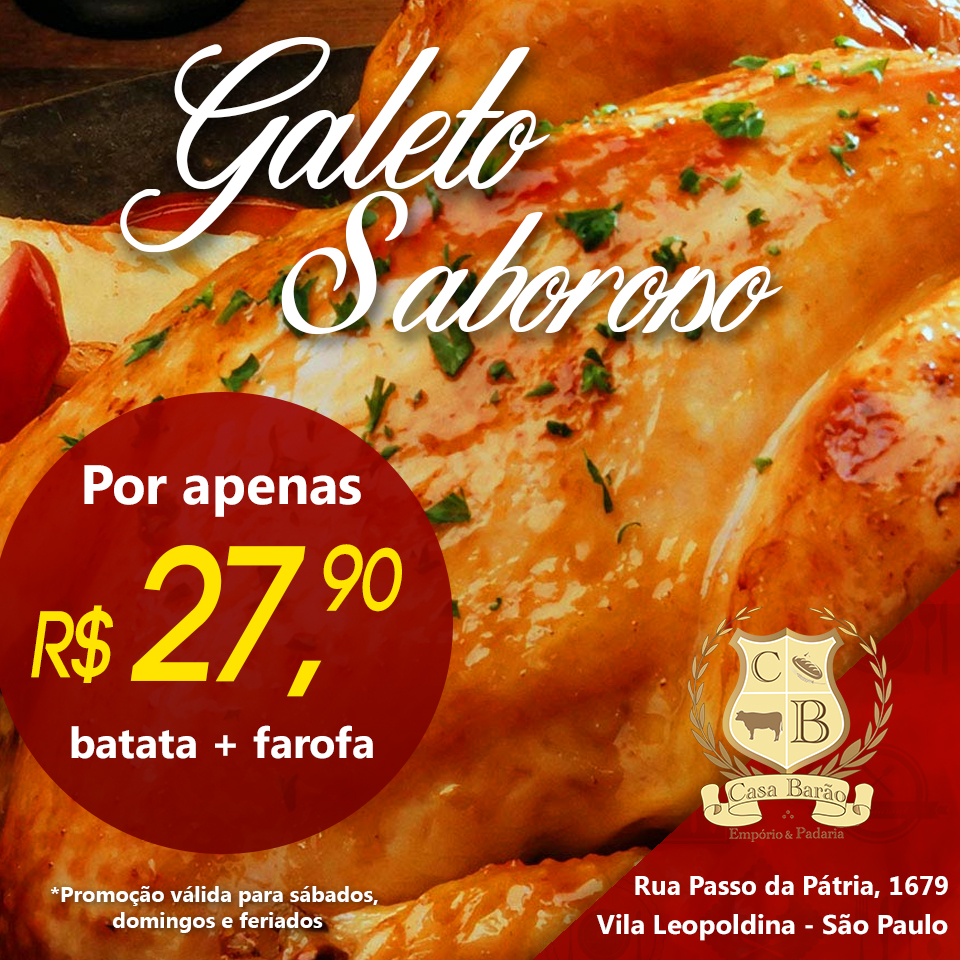 Galeto
Saboroso
Por apenas
R$ 27,90
batata + farofa
*Promoção válida para sábados,
domingos e feriados
C
B
Casa Barão
Empório & Padaria
Rua Passo da Pátria, 1679
Vila Leopoldina - São Paulo